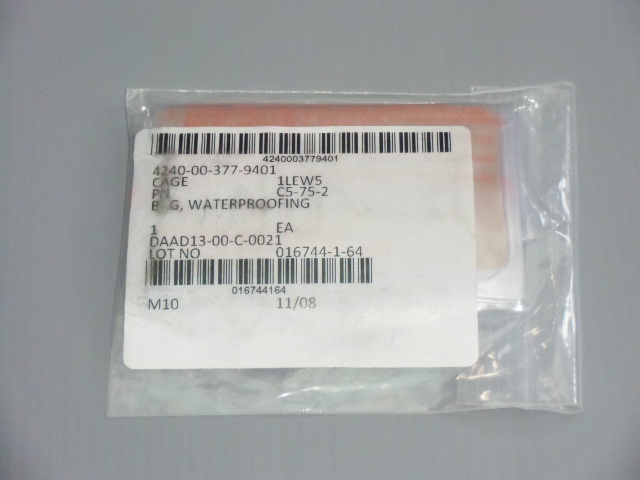 4240003779401
4240-00-377-9401
CAGE 1LEW5
PN C5-75-2
BAG, WATERPROOFING
1 EA
DAAD13-00-C-0021
LOT NO 016744-1-64
016744164
M10 11/08